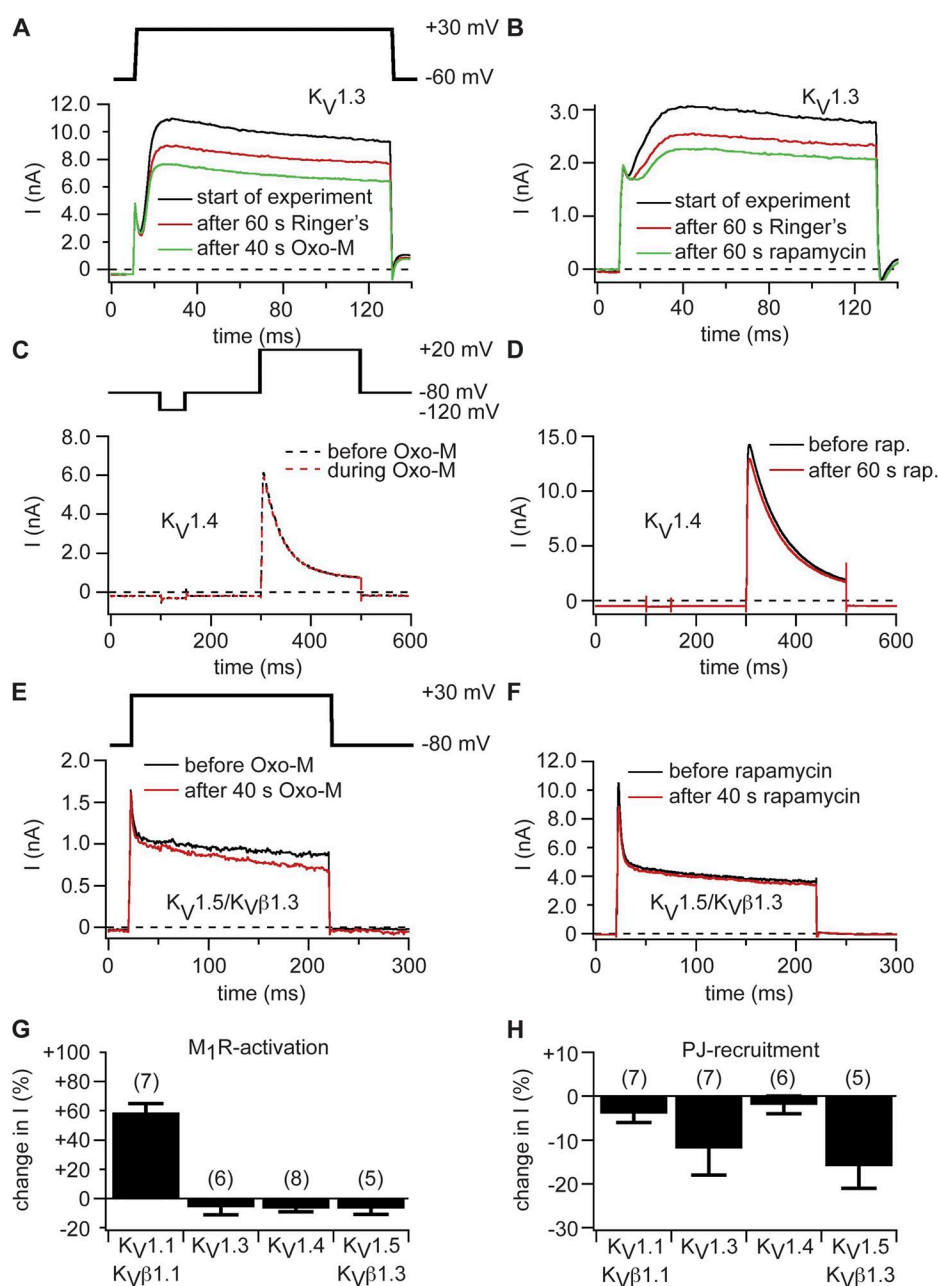 A
+30 mV
-60 mV
KV1.3
12.0
10.0
8.0
6.0
4.0
2.0
0
I (nA)
start of experiment
after 60 s Ringer's
after 40 s Oxo-M
0 40 80 120
time (ms)
B
KV1.3
3.0
2.0
1.0
0
I (nA)
start of experiment
after 60 s Ringer's
after 60 s rapamycin
0 40 80 120
time (ms)
C
+20 mV
-80 mV
-120 mV
8.0
6.0
4.0
2.0
0
I (nA)
before Oxo-M
during Oxo-M
KV1.4
0 200 400 600
time (ms)
D
15.0
10.0
5.0
0
I (nA)
before rap.
after 60 s rap.
KV1.4
0 200 400 600
time (ms)
E
+30 mV
-80 mV
2.0
1.5
1.0
0.5
0
I (nA)
before Oxo-M
after 40 s Oxo-M
KV1.5/KVβ1.3
0 100 200 300
time (ms)
F
12.0
10.0
8.0
6.0
4.0
2.0
0
I (nA)
before rapamycin
after 40 s rapamycin
KV1.5/KVβ1.3
0 100 200 300
time (ms)
G
M1R-activation
+100
+80
+60
+40
+20
0
-20
change in I (%)
(7) (6) (8) (5)
KV1.1 KV1.3 KV1.4 KV1.5
KVβ1.1 KVβ1.3
H
PJ-recruitment
+10
0
-10
-20
-30
change in I (%)
(7) (7) (6) (5)
KV1.1 KV1.3 KV1.4 KV1.5
KVβ1.1 KVβ1.3